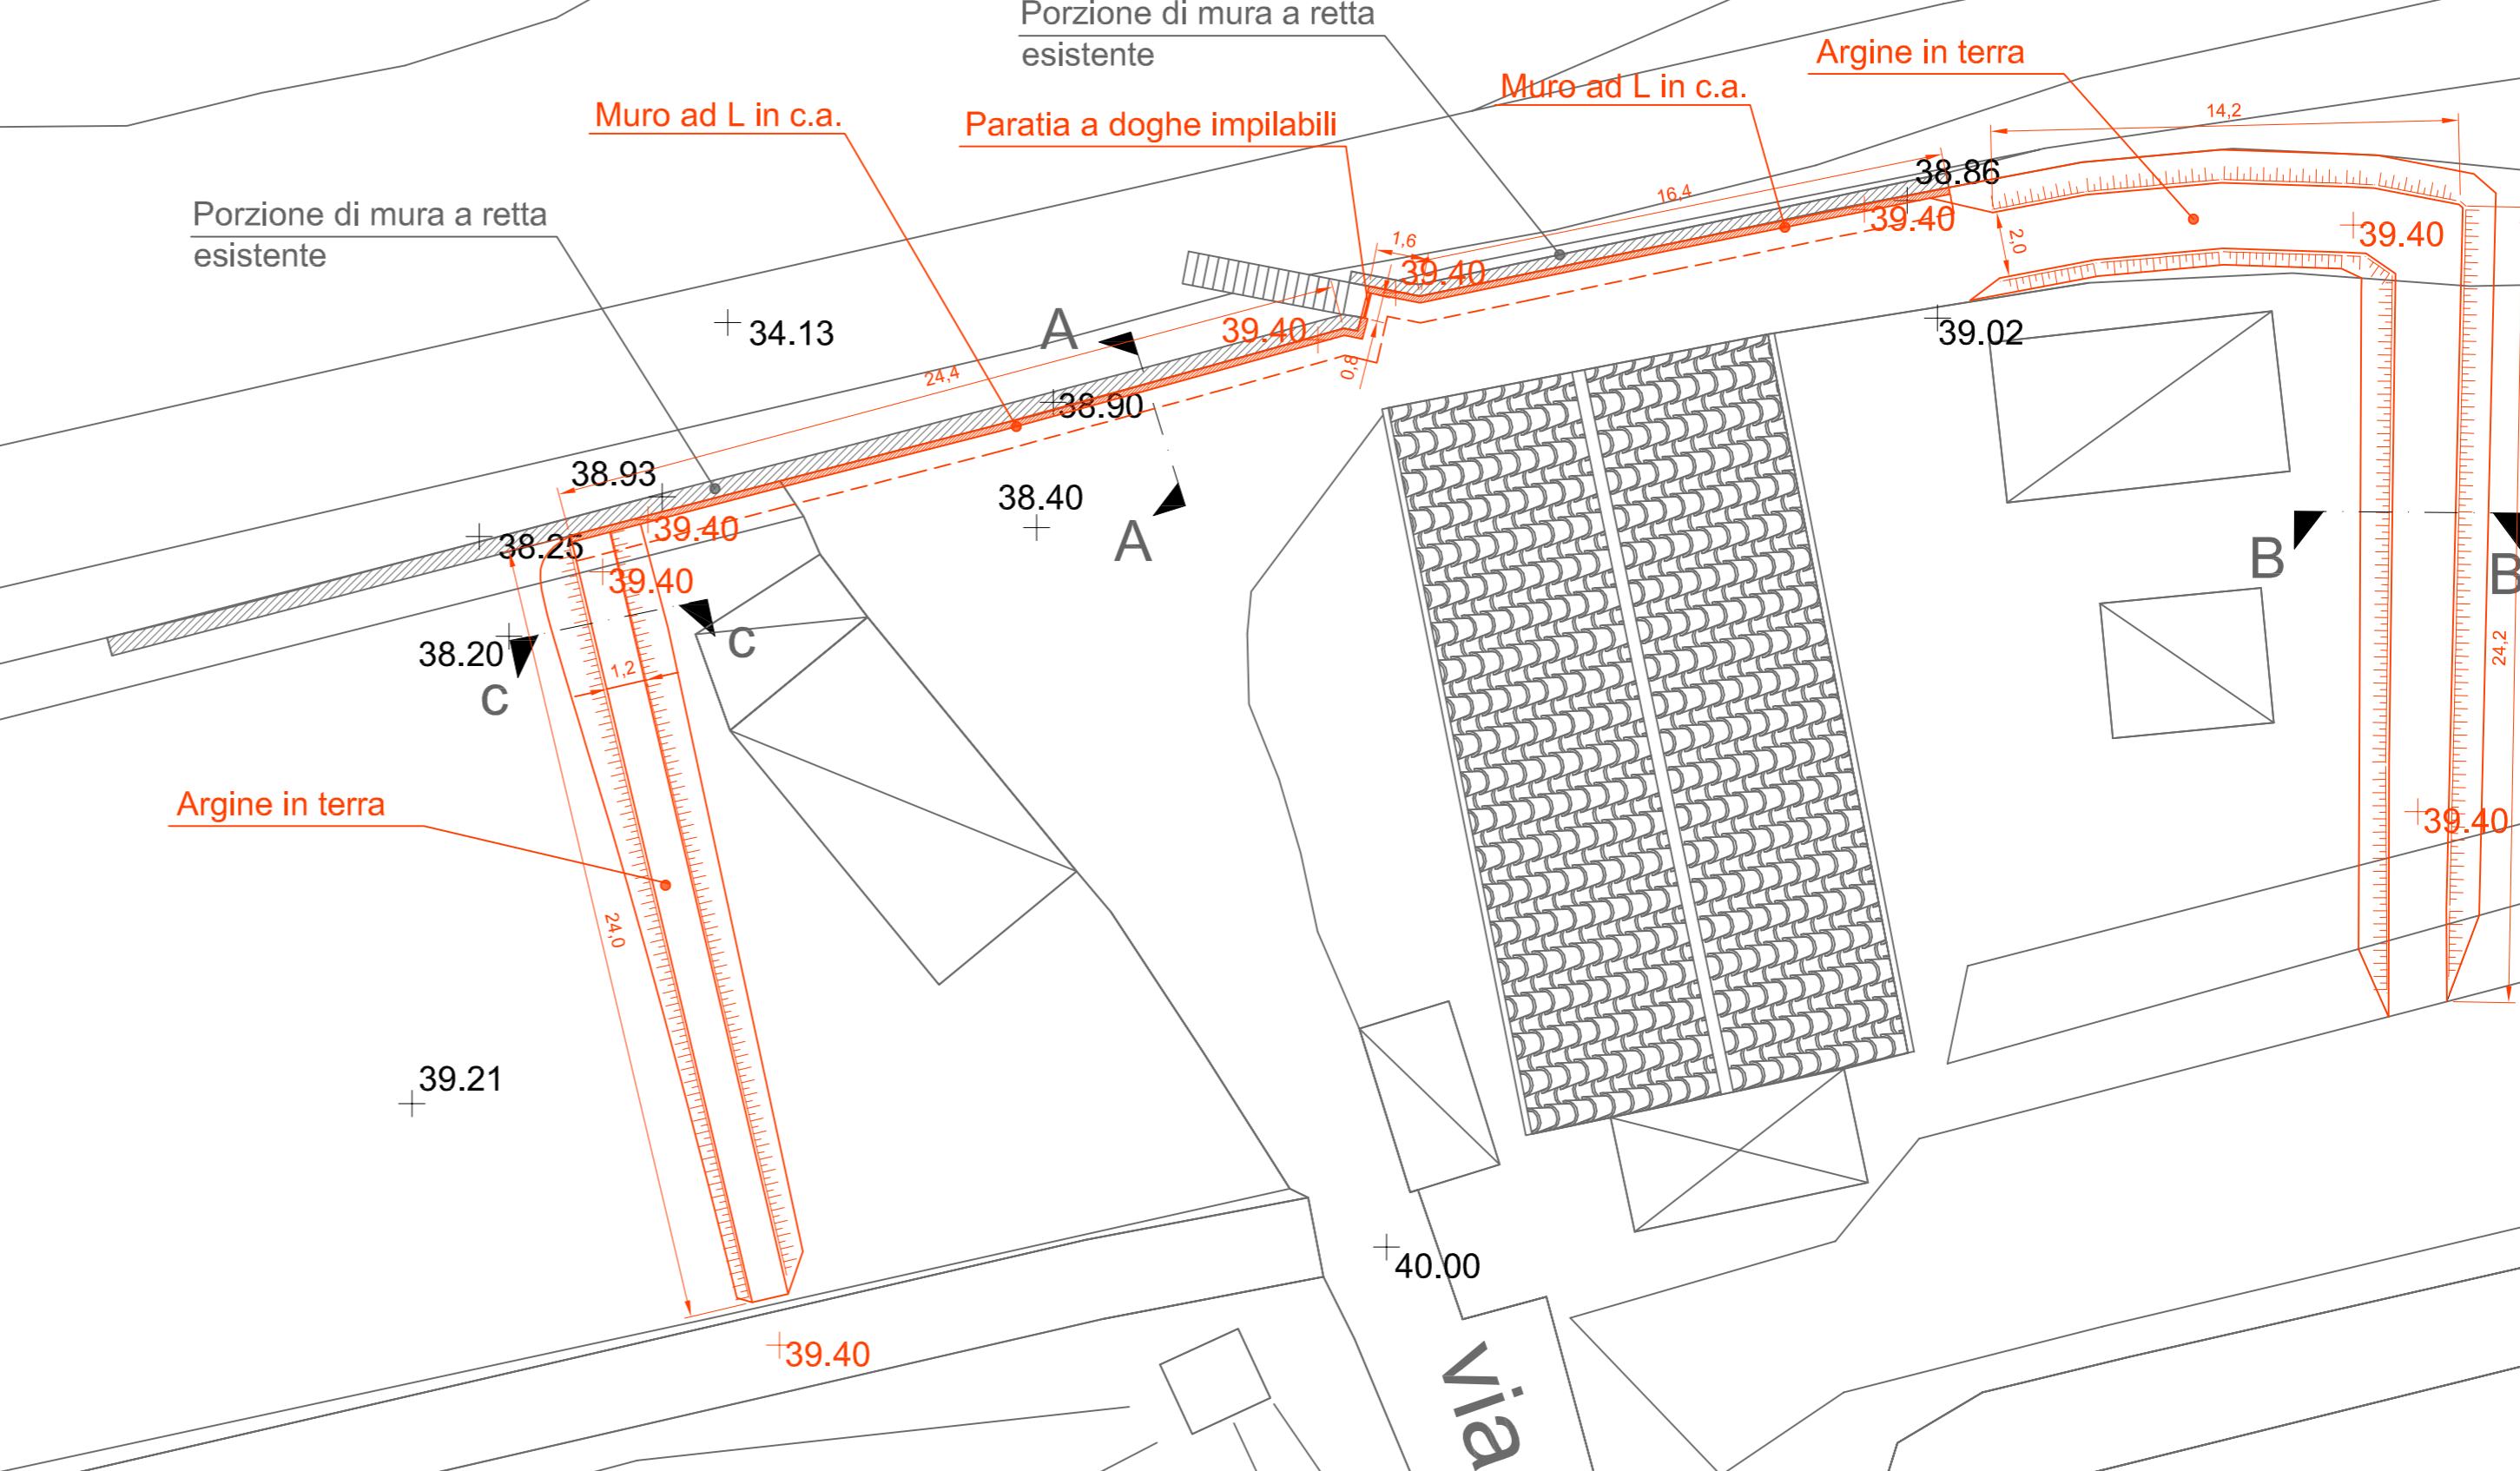 Porzione di mura a retta
esistente
Argine in terra
Muro ad L in c.a.
Muro ad L in c.a.
Paratia a doghe impilabili
14,2
38.86
16,4
39.40
Porzione di mura a retta
esistente
2,0
39.40
1,6
39.40
34.13
A
39.40
39.02
0,8
24,4
38.90
38.93
38.40
39.40
38.25
A
39.40
B
B
c
38.20
24,2
1,2
c
Argine in terra
39.40
24,0
39.21
40.00
39.40
via